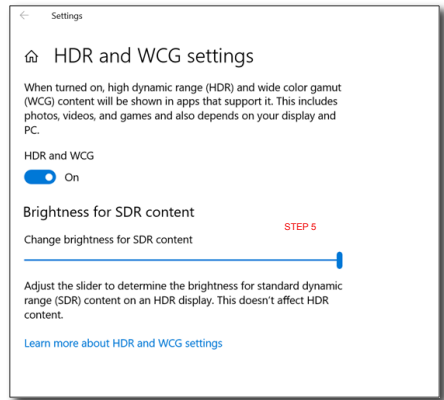 Settings
HDR and WCG settings
When turned on, high dynamic range (HDR) and wide color gamut
(WCG) content will be shown in apps that support it. This includes
photos, videos, and games and also depends on your display and
PC.
HDR and WCG
On
Brightness for SDR content
STEP 5
Change brightness for SDR content
Adjust the slider to determine the brightness for standard dynamic
range (SDR) content on an HDR display. This doesn't affect HDR
content.
Learn more about HDR and WCG settings